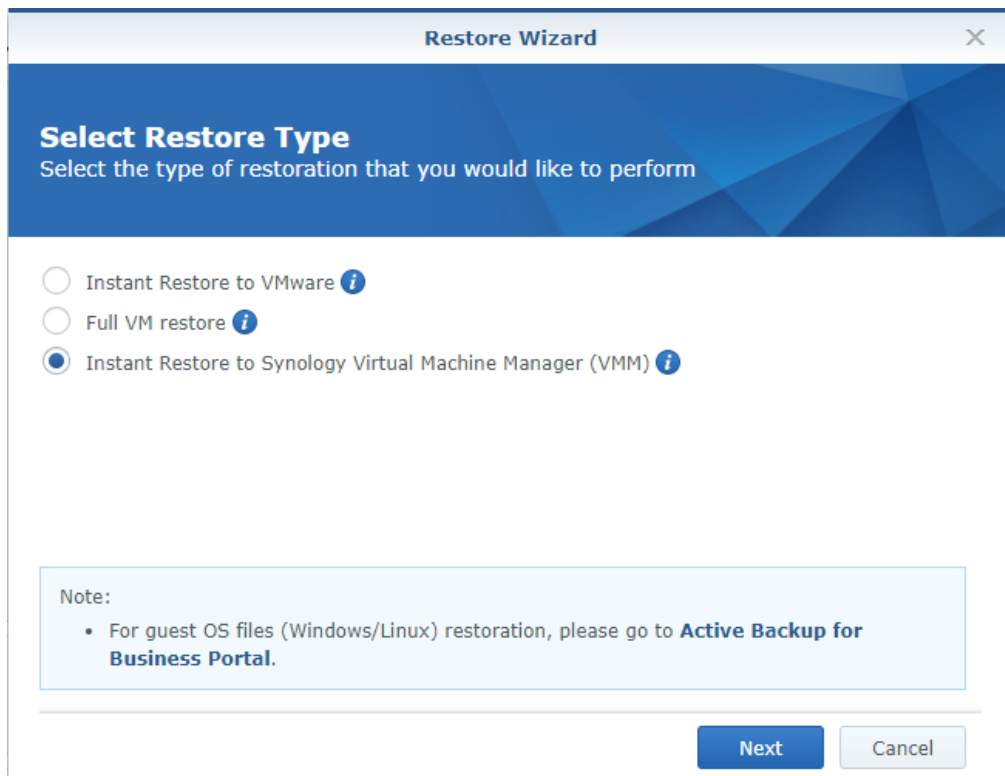 Restore Wizard
Select Restore Type
Select the type of restoration that you would like to perform
Instant Restore to VMware
Full VM restore
Instant Restore to Synology Virtual Machine Manager (VMM)
Note:
• For guest OS files (Windows/Linux) restoration, please go to Active Backup for
Business Portal.
Next Cancel